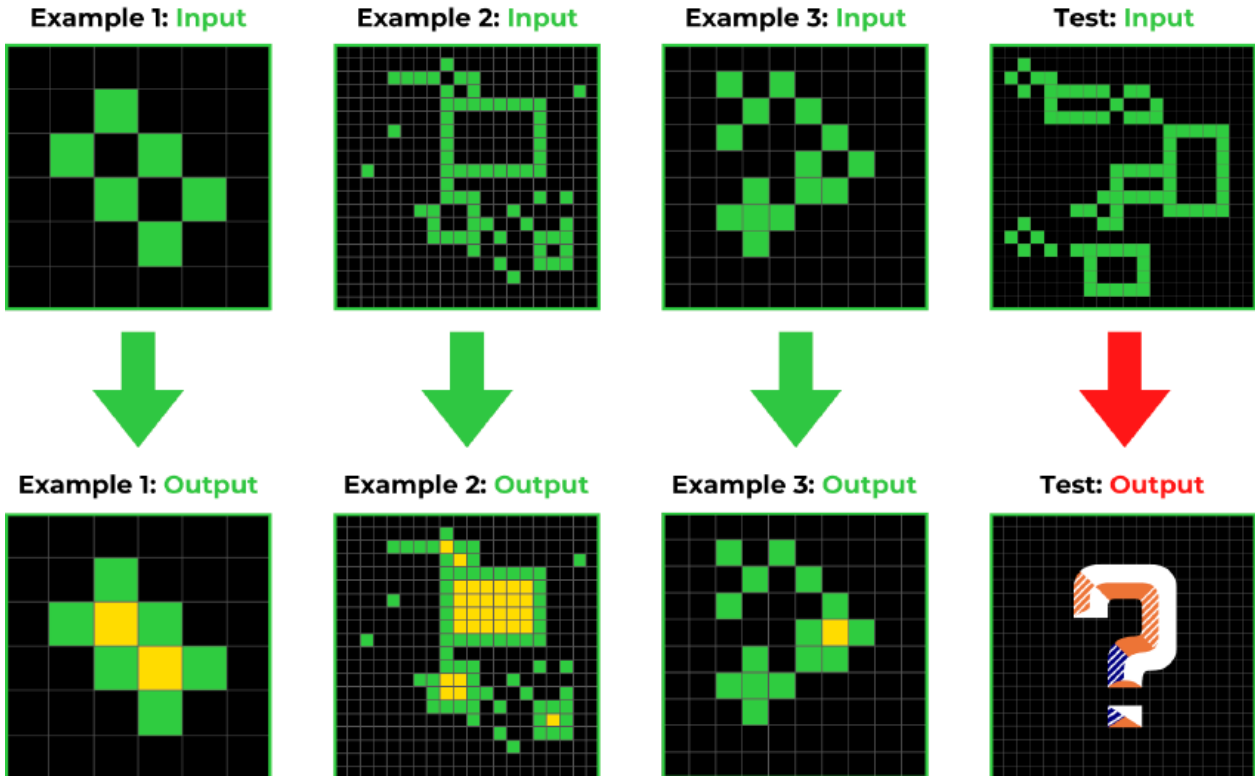 Example 1: Input
Example 2: Input
Example 3: Input
Test: Input
Example 1: Output
Example 2: Output
Example 3: Output
Test: Output
?